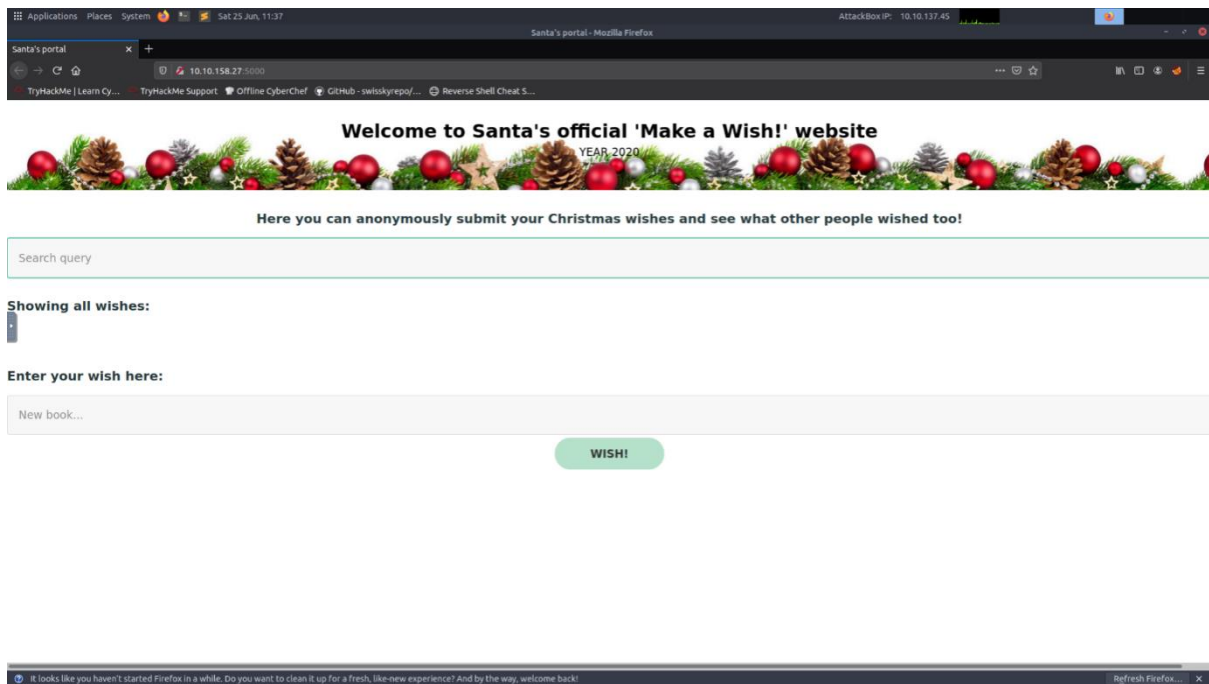 Applications Places System Sat 25 Jun, 11:37 AttackBox IP: 10.10.137.45
Santa's portal - Mozilla Firefox
Santa's portal
10.10.158.27:5000
TryHackMe | Learn Cy... TryHackMe Support Offline CyberChef GitHub - swisskyrepo/... Reverse Shell Cheat S...
Welcome to Santa's official 'Make a Wish!' website
YEAR 2020
Here you can anonymously submit your Christmas wishes and see what other people wished too!
Search query
Showing all wishes:
Enter your wish here:
New book...
WISH!
It looks like you haven't started Firefox in a while. Do you want to clean it up for a fresh, like-new experience? And by the way, welcome back! Refresh Firefox...